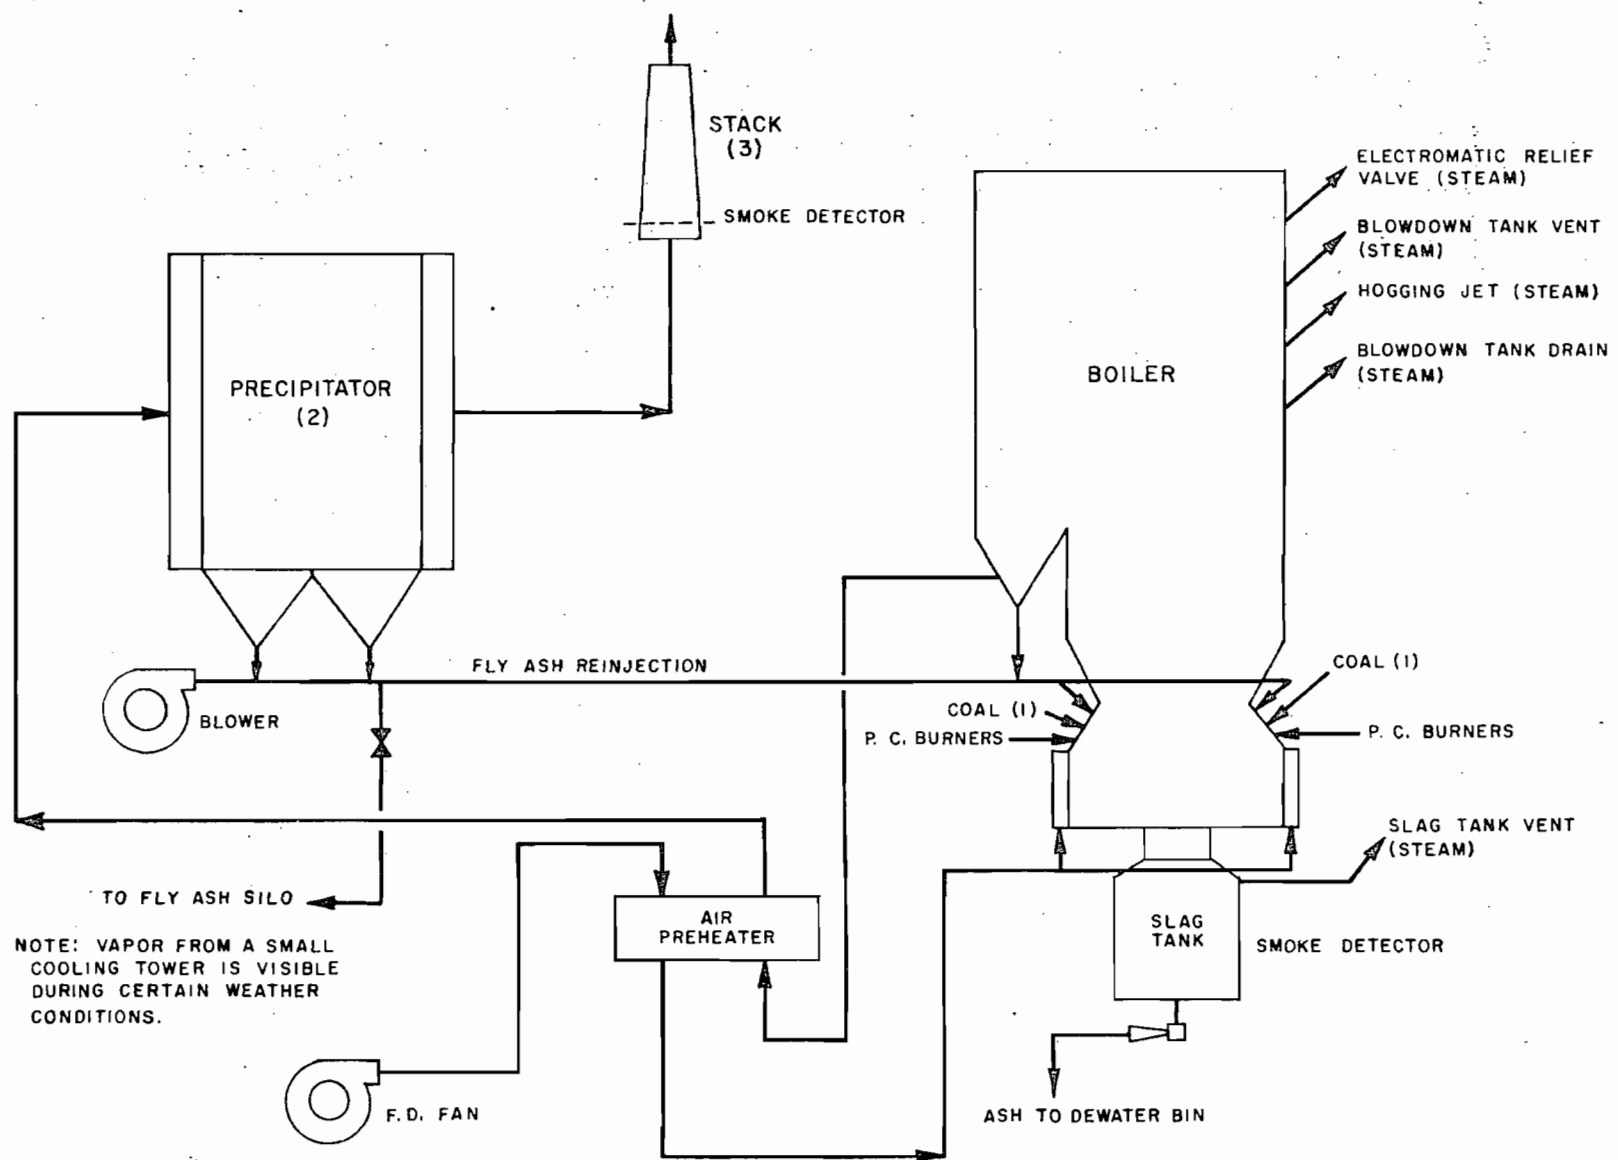 STACK
(3)
SMOKE DETECTOR
ELECTROMATIC RELIEF
VALVE (STEAM)
BLOWDOWN TANK VENT
(STEAM)
HOGGING JET (STEAM)
BLOWDOWN TANK DRAIN
(STEAM)
PRECIPITATOR
(2)
BOILER
FLY ASH REINJECTION
BLOWER
COAL (1)
COAL (1)
P. C. BURNERS
P. C. BURNERS
SLAG TANK VENT
(STEAM)
TO FLY ASH SILO
AIR
PREHEATER
SLAG
TANK
SMOKE DETECTOR
NOTE: VAPOR FROM A SMALL
COOLING TOWER IS VISIBLE
DURING CERTAIN WEATHER
CONDITIONS.
F.D. FAN
ASH TO DEWATER BIN